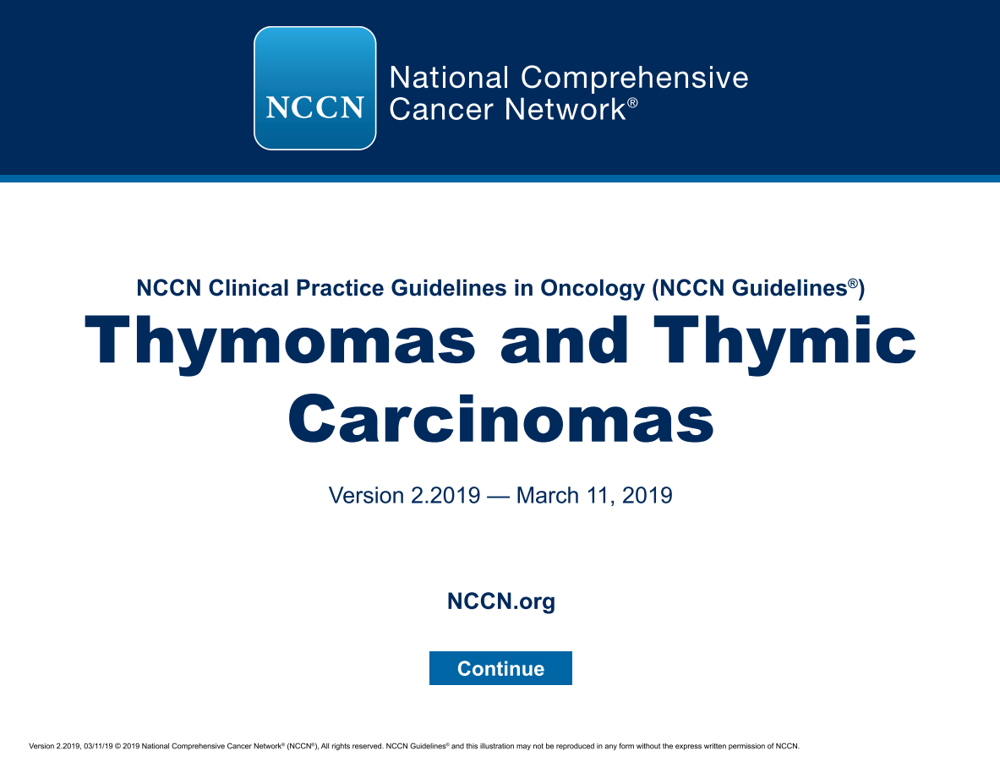 NCCN
National Comprehensive
Cancer Network®
NCCN Clinical Practice Guidelines in Oncology (NCCN Guidelines®)
Thymomas and Thymic
Carcinomas
Version 2.2019 — March 11, 2019
NCCN.org
Continue
Version 2.2019, 03/11/19 © 2019 National Comprehensive Cancer Network® (NCCN®), All rights reserved. NCCN Guidelines® and this illustration may not be reproduced in any form without the express written permission of NCCN.